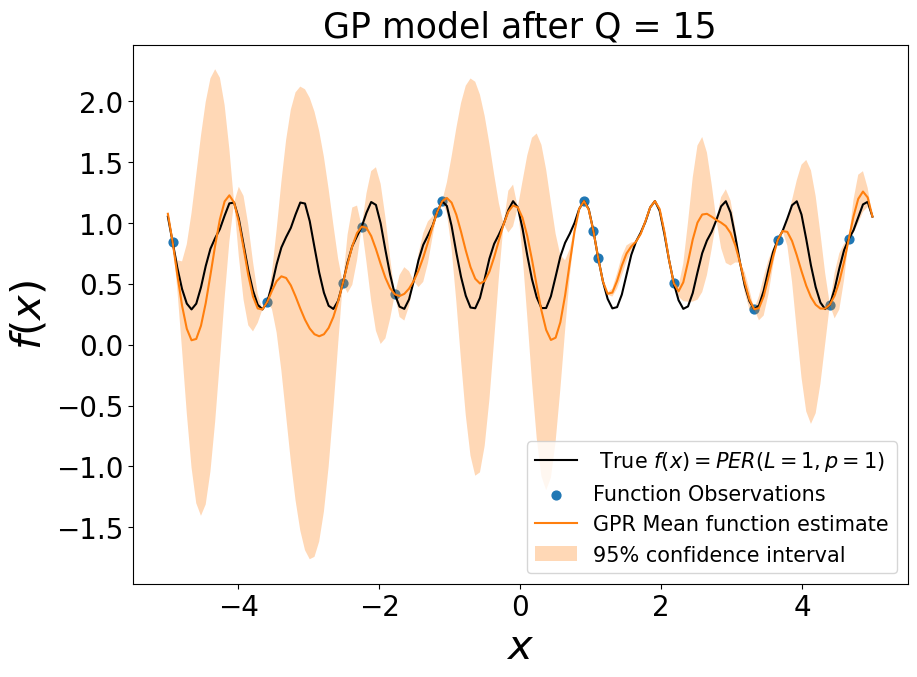 GP model after Q = 15
f(x)
2.0
1.5
1.0
0.5
0.0
−0.5
−1.0
−1.5
−4
−2
0
2
4
x
True f(x) = PER(L = 1, p = 1)
Function Observations
GPR Mean function estimate
95% confidence interval